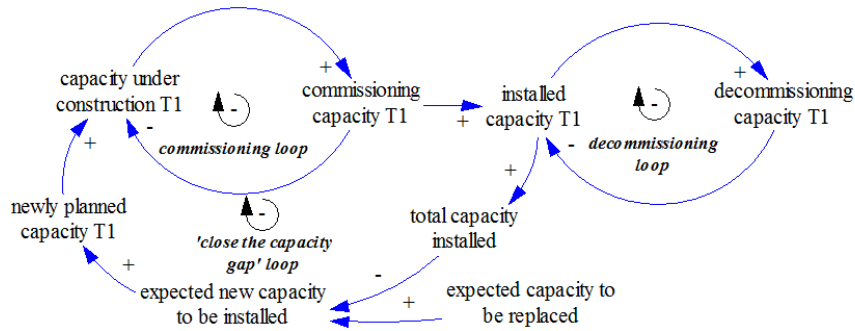 +
-
+
capacity under
construction T1
-
commissioning loop
+
commissioning
capacity T1
+
installed
capacity T1
-
decommissioning
loop
+
decommissioning
capacity T1
-
-
+
newly planned
capacity T1
-
'close the capacity
gap' loop
total capacity
installed
+
-
expected new capacity
to be installed
+
expected capacity to
be replaced